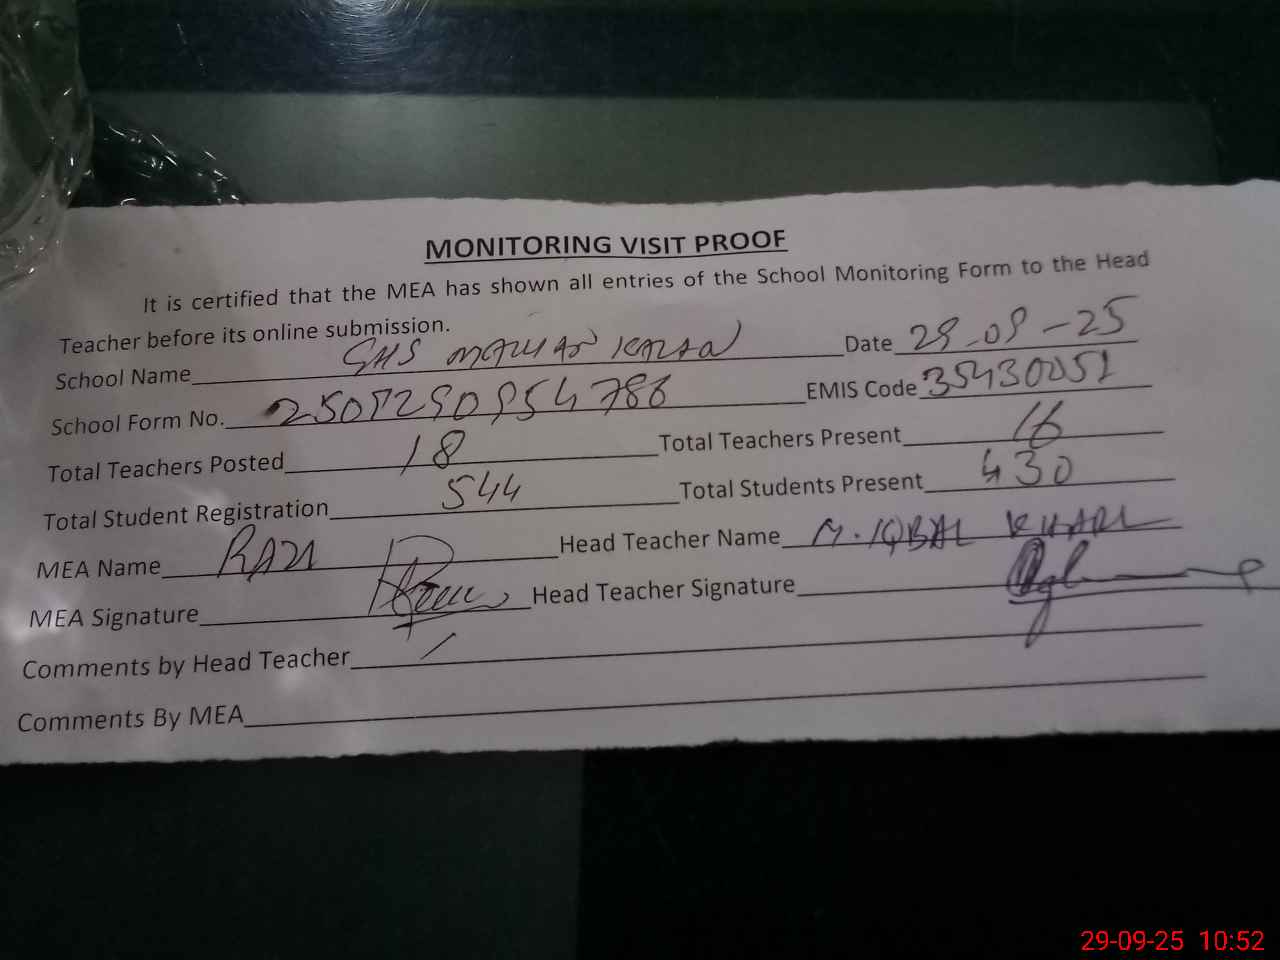 MONITORING VISIT PROOF
It is certified that the MEA has shown all entries of the School Monitoring Form to the Head
Teacher before its online submission.
School Name GHS KALAN Date 29-09-25
School Form No. 2509290954786 EMIS Code 35430051
Total Teachers Posted 18 Total Teachers Present 16
Total Student Registration 544 Total Students Present 430
MEA Name Head Teacher Name M. IQBAL KHARL
MEA Signature Head Teacher Signature
Comments by Head Teacher /
Comments By MEA
29-09-25 10:52